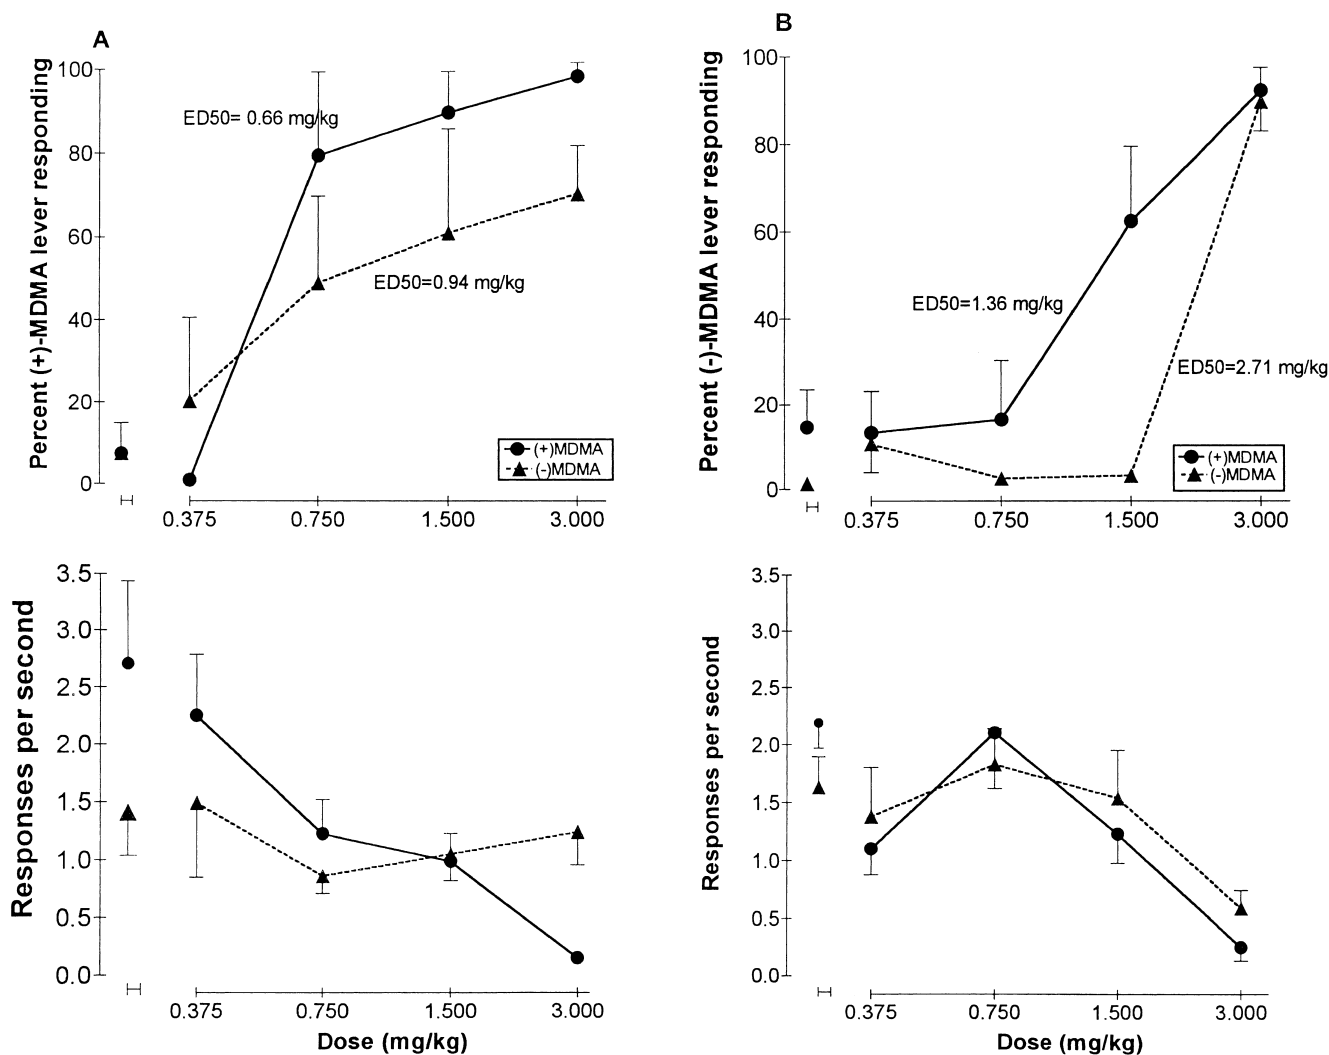 A
Percent (+)-MDMA lever responding
100
80
60
40
20
0
ED50= 0.66 mg/kg
ED50=0.94 mg/kg
(+)MDMA
(-)MDMA
0.375 0.750 1.500 3.000
B
Percent (-)-MDMA lever responding
100
80
60
40
20
0
ED50=1.36 mg/kg
ED50=2.71 mg/kg
(+)MDMA
(-)MDMA
0.375 0.750 1.500 3.000
Responses per second
3.5
3.0
2.5
2.0
1.5
1.0
0.5
0.0
0.375 0.750 1.500 3.000
Dose (mg/kg)
Responses per second
3.5
3.0
2.5
2.0
1.5
1.0
0.5
0.0
0.375 0.750 1.500 3.000
Dose (mg/kg)